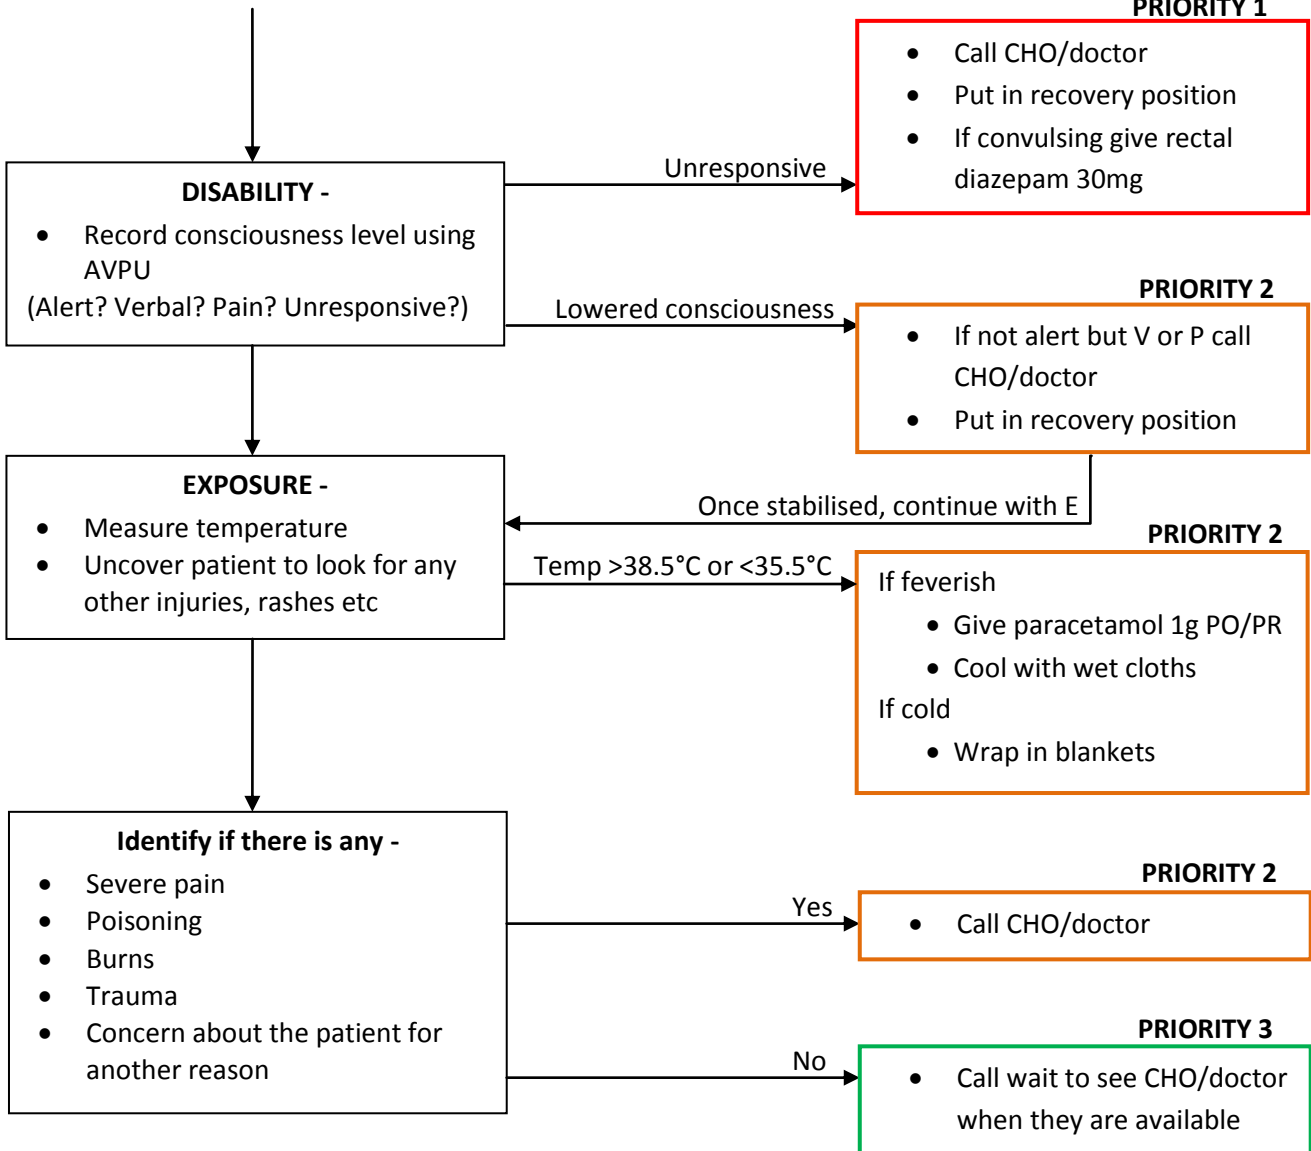 PRIORITY 1
• Call CHO/doctor
• Put in recovery position
• If convulsing give rectal
diazepam 30mg
Unresponsive
DISABILITY -
• Record consciousness level using
AVPU
(Alert? Verbal? Pain? Unresponsive?)
Lowered consciousness
PRIORITY 2
• If not alert but V or P call
CHO/doctor
• Put in recovery position
Once stabilised, continue with E
EXPOSURE -
• Measure temperature
• Uncover patient to look for any
other injuries, rashes etc
Temp >38.5°C or <35.5°C
PRIORITY 2
If feverish
• Give paracetamol 1g PO/PR
• Cool with wet cloths
If cold
• Wrap in blankets
Identify if there is any -
• Severe pain
• Poisoning
• Burns
• Trauma
• Concern about the patient for
another reason
Yes
PRIORITY 2
• Call CHO/doctor
No
PRIORITY 3
• Call wait to see CHO/doctor
when they are available